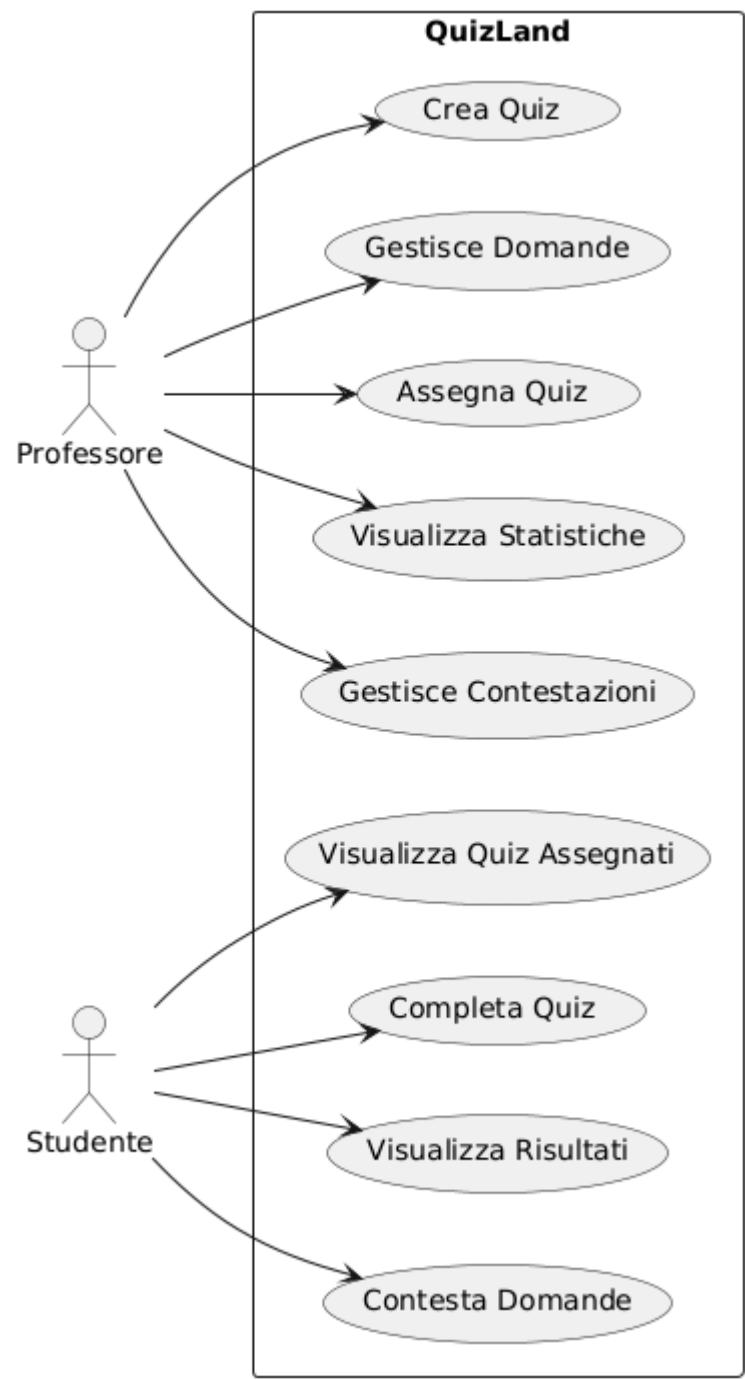 QuizLand
Crea Quiz
Gestisce Domande
Assegna Quiz
Professore
Visualizza Statistiche
Gestisce Contestazioni
Visualizza Quiz Assegnati
Completa Quiz
Studente
Visualizza Risultati
Contesta Domande